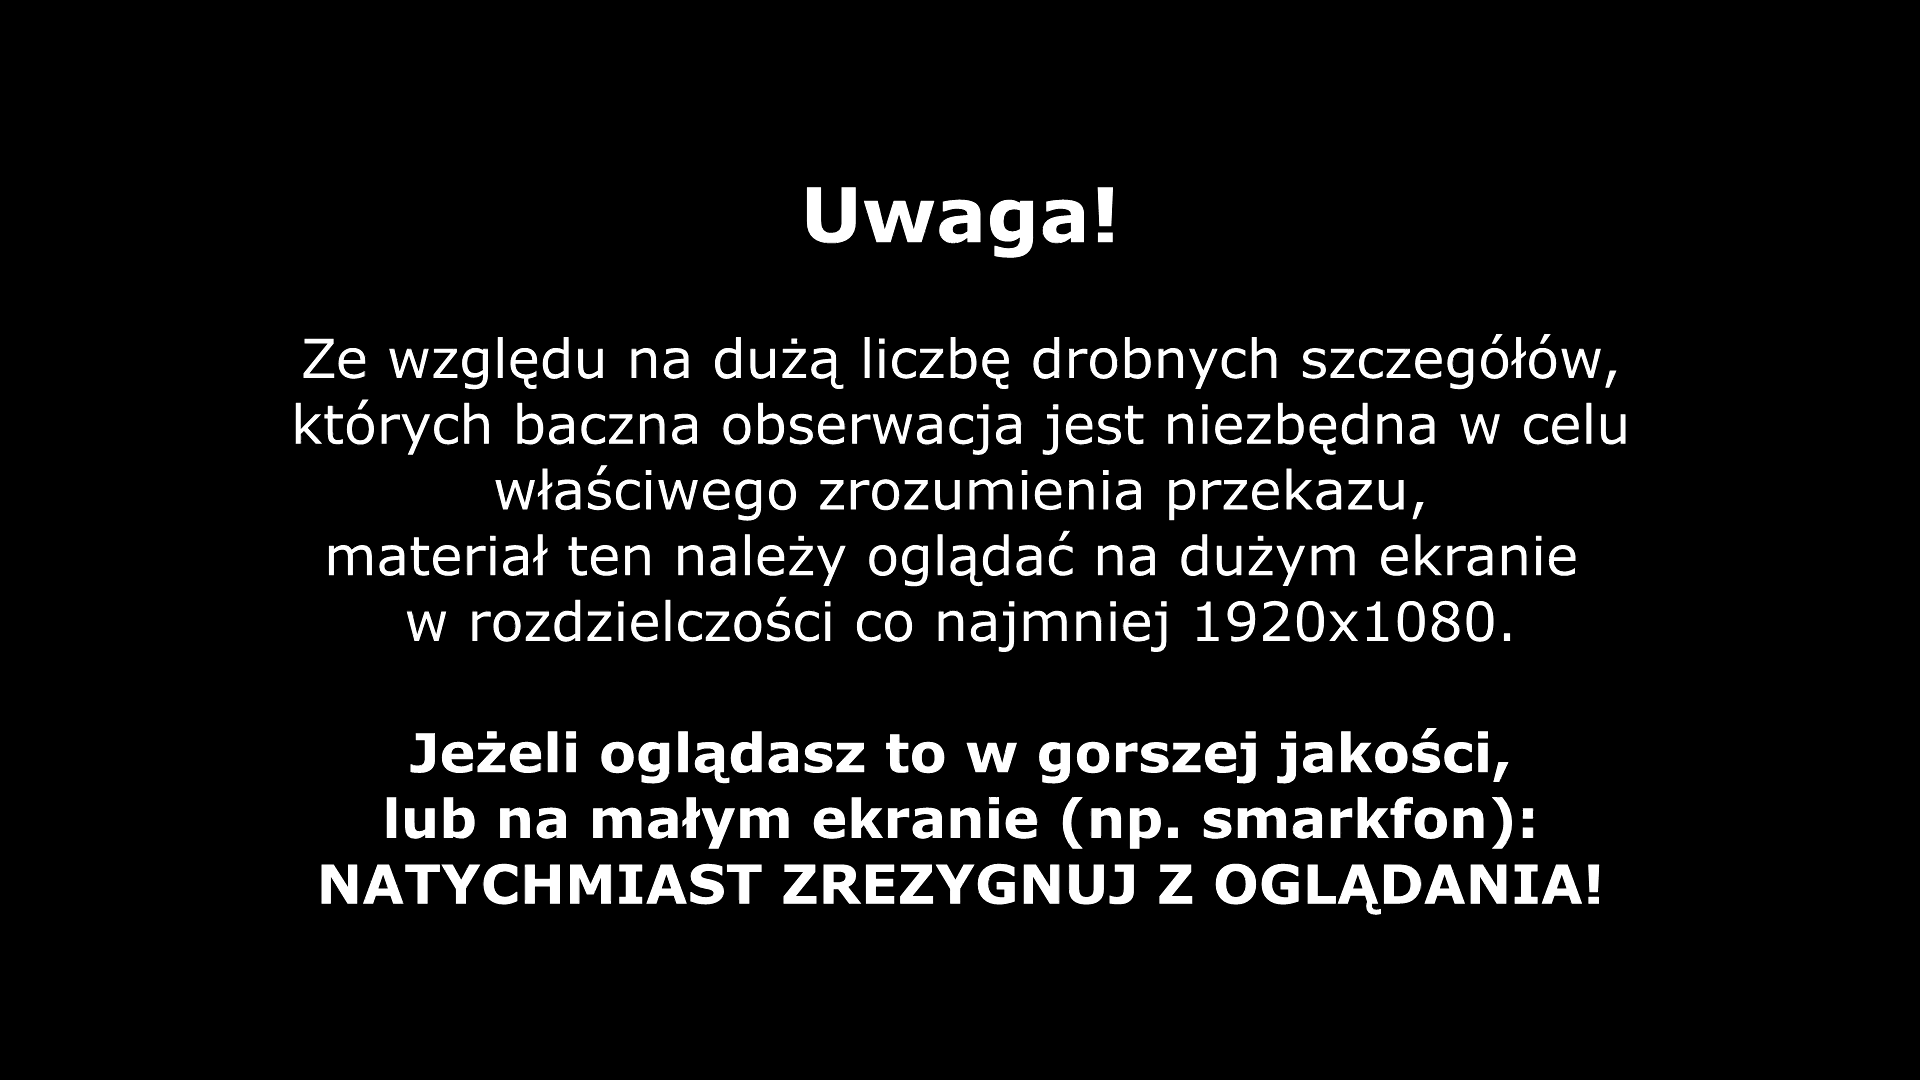 Uwaga!
Ze względu na dużą liczbę drobnych szczegółów,
których baczna obserwacja jest niezbędna w celu
właściwego zrozumienia przekazu,
materiał ten należy oglądać na dużym ekranie
w rozdzielczości co najmniej 1920x1080.
Jeżeli oglądasz to w gorszej jakości,
lub na małym ekranie (np. smarkfon):
NATYCHMIAST ZREZYGNUJ Z OGLĄDANIA!